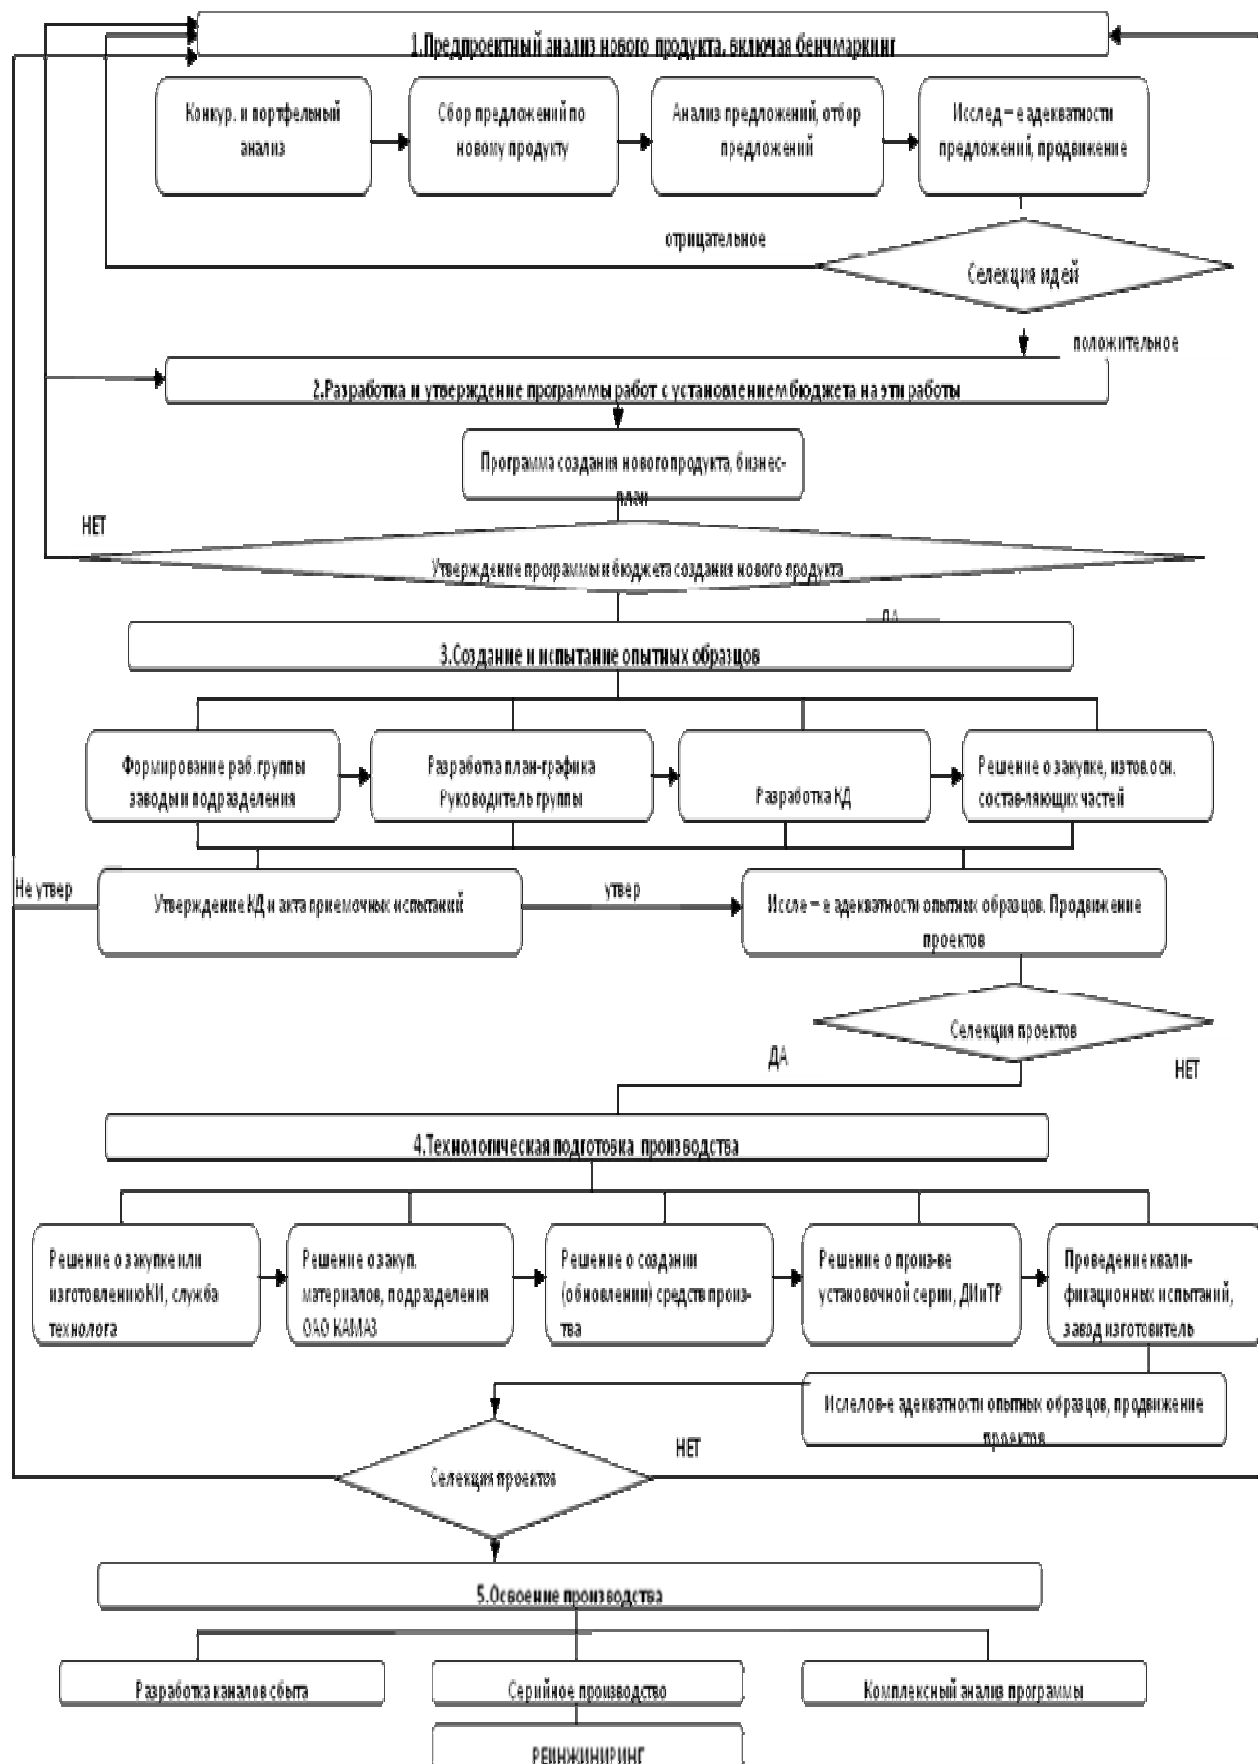 1.Предпроектный анализ нового продукта, включая бенчмаркинг
Конкур. и портфельный
анализ
Сбор предложений по
новому продукту
Анализ предложений, отбор
предложений
Исслед – е адекватности
предложений, продвижение
отрицательное
Селекция идей
положительное
2.Разработка и утверждение программы работ с установлением бюджета на эти работы
Программа создания нового продукта, бизнес-
план
НЕТ
Утверждение программы и бюджета создания нового продукта
ДА
3.Создание и испытание опытных образцов
Формирование раб. группы
заводы и подразделения
Разработка план-графика
Руководитель группы
Разработка КД
Решение о закупке, изтов.осн.
состав-ляющих частей
Не утвер
Утверждение КД и акта приемочных испытаний
утвер
Иссле – е адекватности опытных образцов. Продвижение
проектов
Селекция проектов
ДА
НЕТ
4.Технологическая подготовка производства
Решение о закупке или
изготовлению КИ, служба
технолога
Решение о закуп.
материалов, подразделения
ОАО КАМАЗ
Решение о создании
(обновлении) средств произ-
тва
Решение о произ-ве
установочной серии, ДИиТР
Проведение квали-
фикационных испытаний,
завод изготовитель
Ислелов-е адекватности опытных образцов, продвижение
проектов
НЕТ
Селекция проектов
5.Освоение производства
Разработка каналов сбыта
Серийное производство
Комплексный анализ программы
РЕИНЖИНИРИНГ